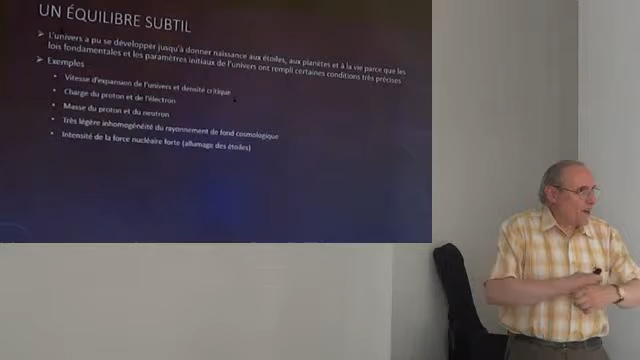 UN ÉQUILIBRE SUBTIL
L'univers a pu se développer jusqu'à donner naissance aux étoiles, aux planètes et à la vie parce que les
lois fondamentales et les paramètres initiaux de l'univers ont rempli certaines conditions très précises
Exemples
Vitesse d'expansion de l'univers et densité critique
Charge du proton et de l'électron
Masse du proton et du neutron
Très légère inhomogénéité du rayonnement de fond cosmologique
Intensité de la force nucléaire forte (allumage des étoiles)